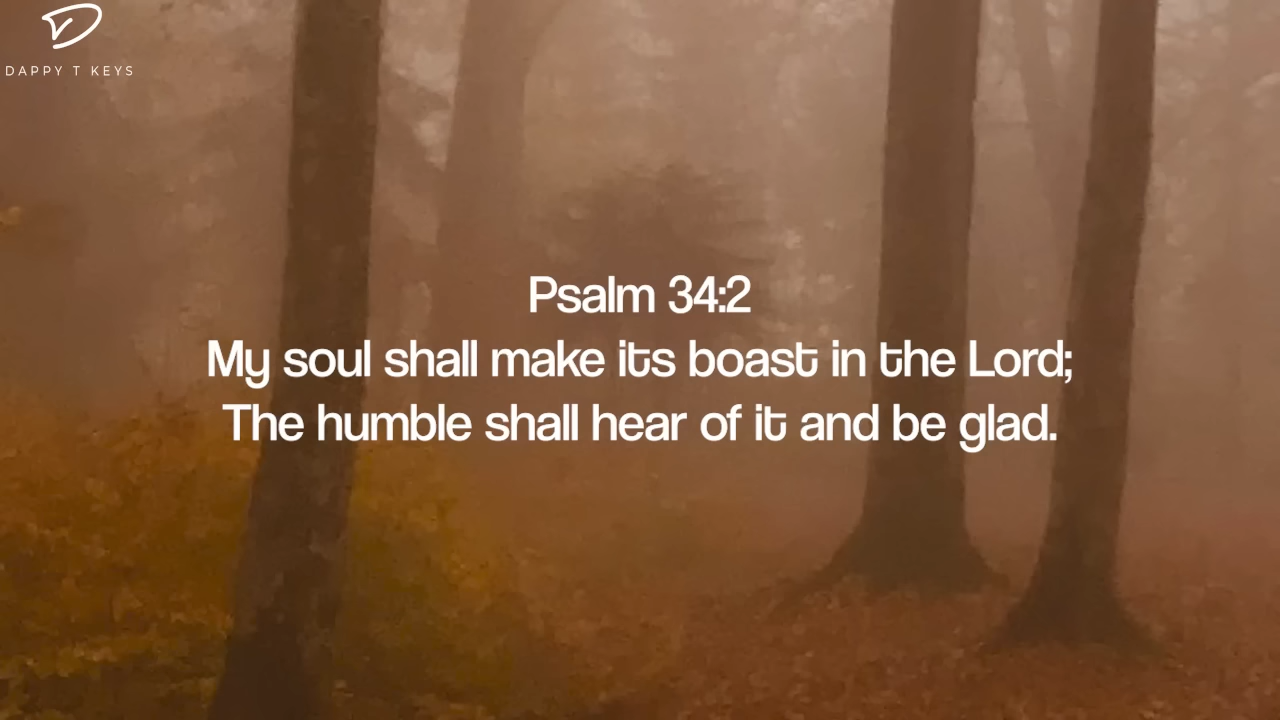 DAPPY T KEYS
Psalm 34:2
My soul shall make its boast in the Lord;
The humble shall hear of it and be glad.